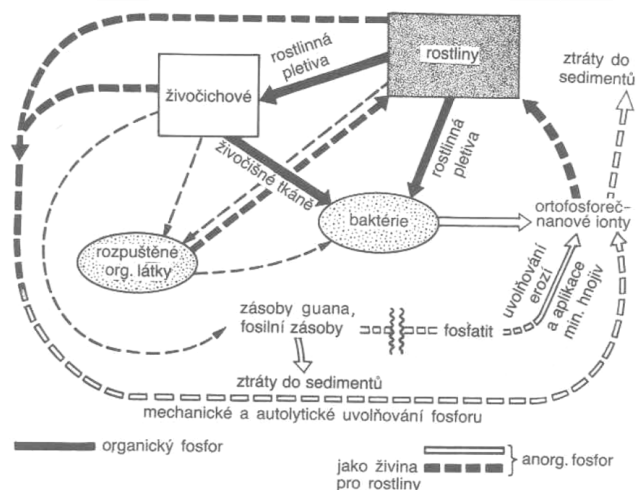 rostliny
ztráty do
sedimentů
rostlinná
pletiva
živočichové
živočišné tkáně
rostlinná
pletiva
baktérie
ortofosforeč-
nanové ionty
rozpuštěné
org. látky
uvolňování
erozí
a aplikace
min. hnojiv
zásoby guana,
fosilní zásoby
fosfatit
ztráty do sedimentů
mechanické a autolytické uvolňování fosforu
organický fosfor
anorg. fosfor
jako živina
pro rostliny